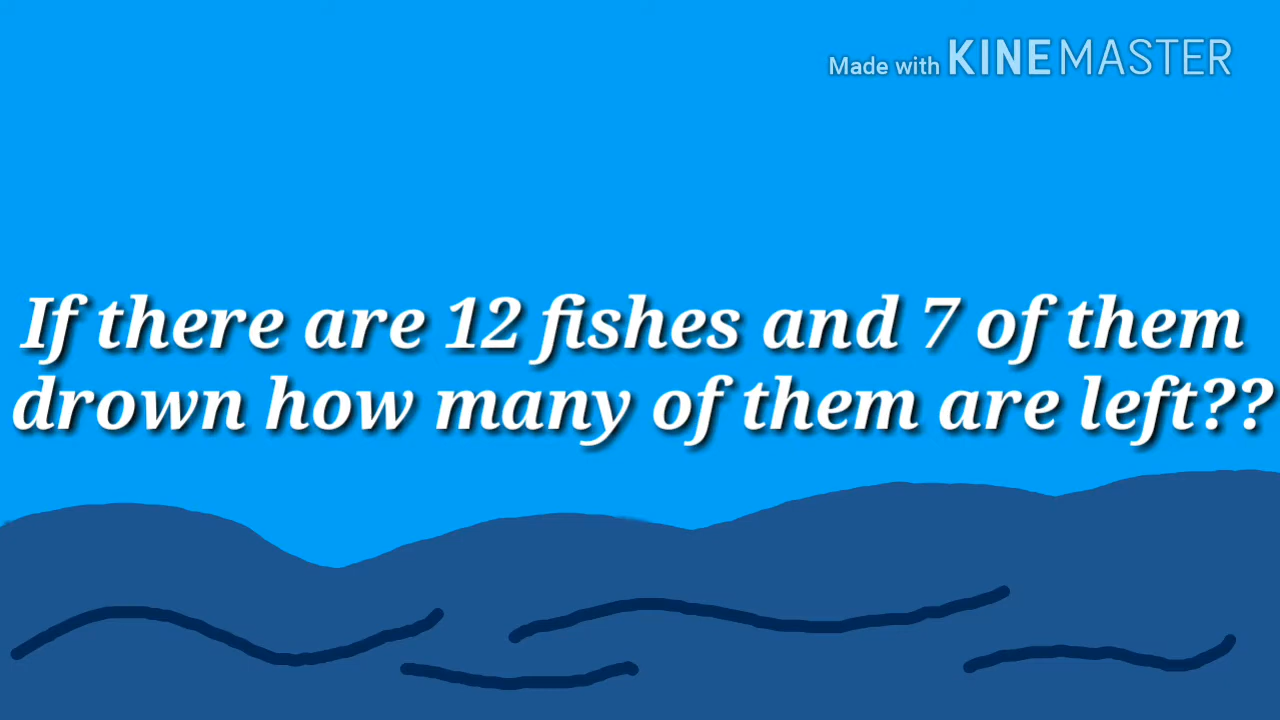 Made with KINEMASTER
If there are 12 fishes and 7 of them
drown how many of them are left??